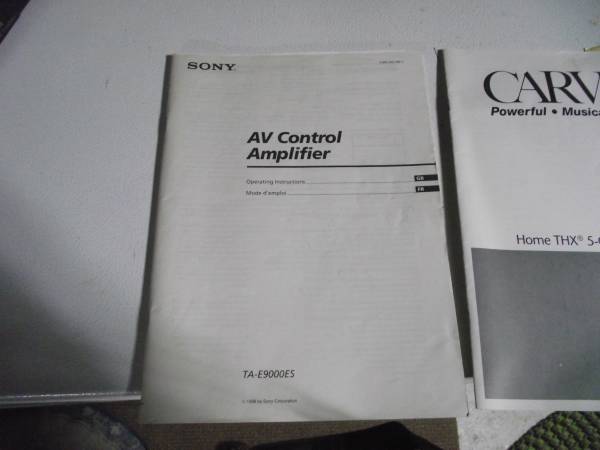 SONY
AV Control
Amplifier
Operating Instructions GB
Mode d'emploi FR
TA-E9000ES
© 1998 by Sony Corporation
CARV
Powerful • Musica
Home THX® 5-